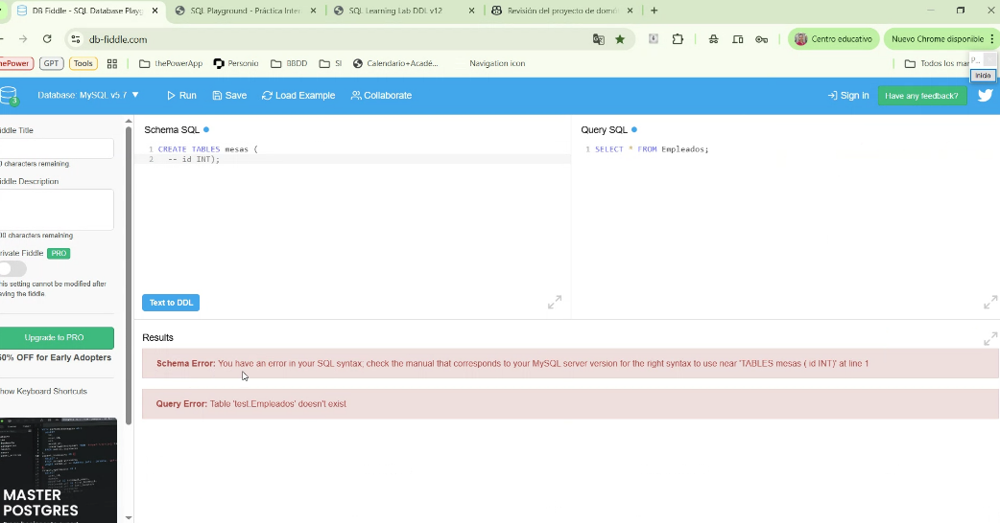 DB Fiddle - SQL Database Playg
SQL Playground - Práctica Inter
SQL Learning Lab DDL v12
Revisión del proyecto de domó
db-fiddle.com
Centro educativo
Nuevo Chrome disponible
hePower
GPT
Tools
thePowerApp
Personio
BBDD
SI
Calendario+Acadé...
Navigation icon
Todos los mar
P...
Inicio
3
Database: MySQL v5.7
Run
Save
Load Example
Collaborate
Sign in
Have any feedback?
iddle Title
0 characters remaining.
iddle Description
00 characters remaining
rivate Fiddle PRO
his setting cannot be modified after
aving the fiddle.
Upgrade to PRO
50% OFF for Early Adopters
how Keyboard Shortcuts
MASTER
POSTGRES
Schema SQL
1 CREATE TABLES mesas (
2 -- id INT);
Text to DDL
Query SQL
1 SELECT * FROM Empleados;
Results
Schema Error: You have an error in your SQL syntax; check the manual that corresponds to your MySQL server version for the right syntax to use near 'TABLES mesas ( id INT)' at line 1
Query Error: Table 'test.Empleados' doesn't exist